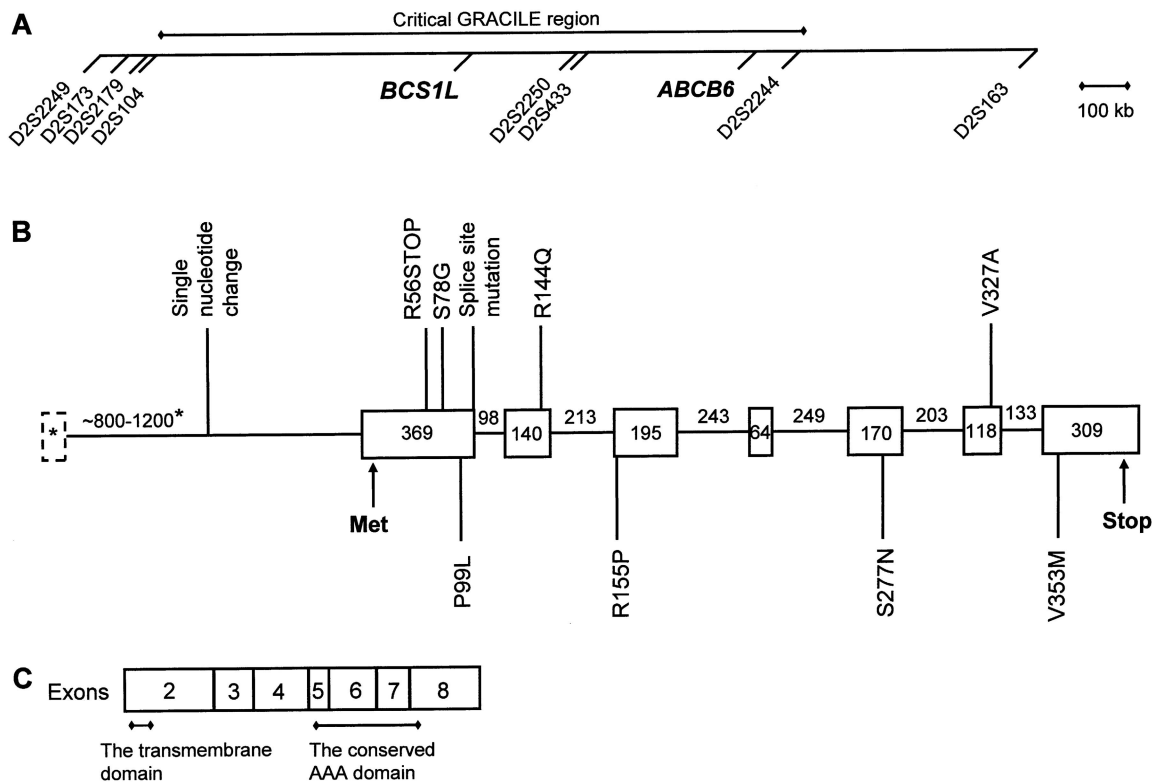 A
Critical GRACILE region
D2S2249
D2S173
D2S2179
D2S104
BCS1L
D2S2250
D2S433
ABCB6
D2S2244
D2S163
100 kb
B
Single
nucleotide
change
R56STOP
S78G
Splice site
mutation
R144Q
V327A
*
~800-1200*
369
98
140
213
195
243
64
249
170
203
118
133
309
Met
Stop
P99L
R155P
S277N
V353M
C
Exons
2
3
4
5
6
7
8
The transmembrane
domain
The conserved
AAA domain